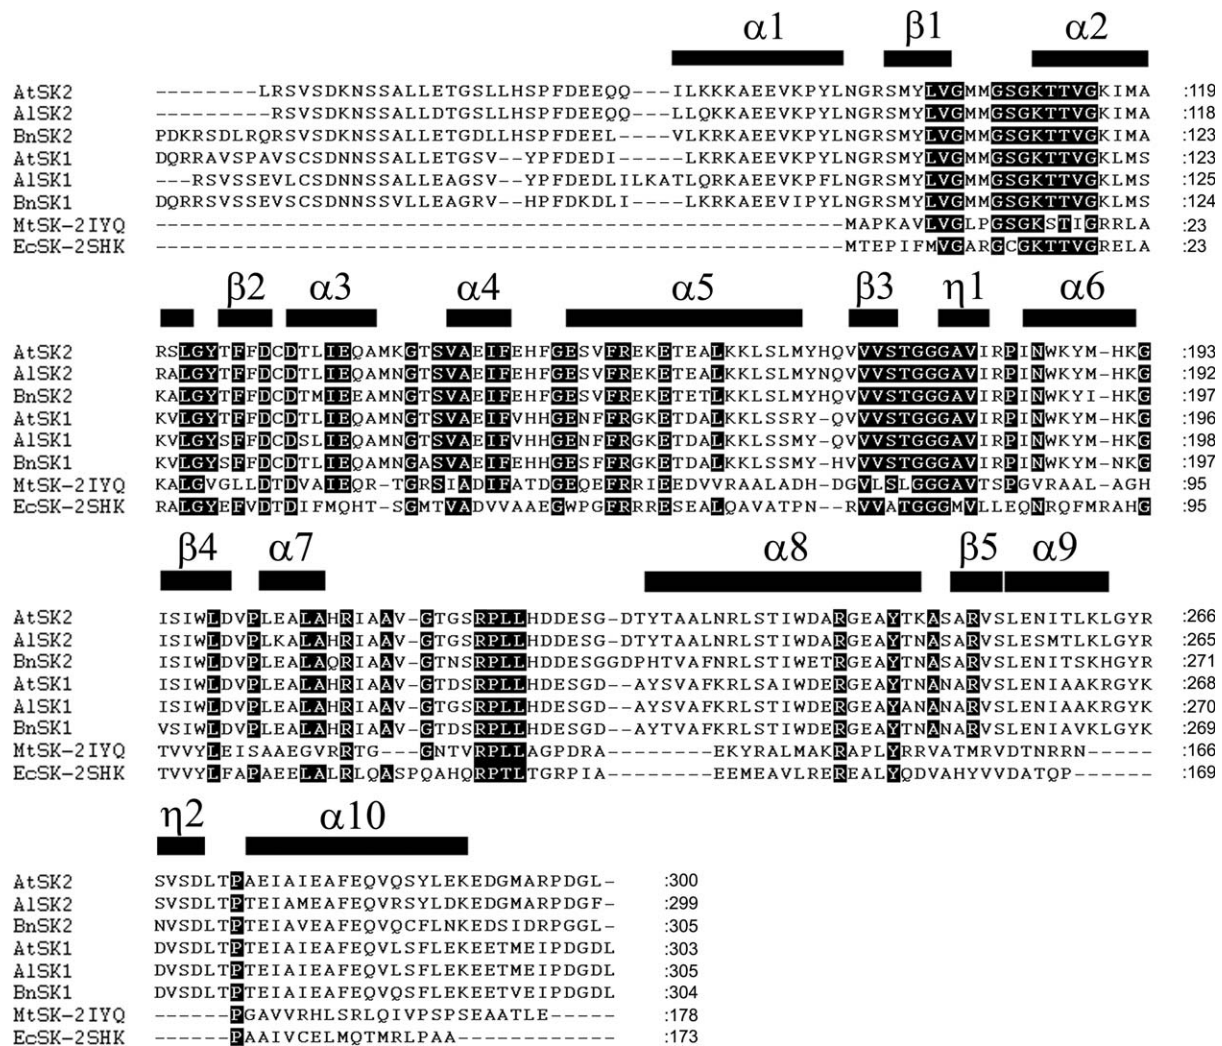 α1 β1 α2
AtSK2 --------LRSVSDKNSSALLETGSLLHSPFDEEQQ---ILKKKAEEVKPYLNGRSMYLVGMMGSGKTTVGKIMA :119
AlSK2 ---------RSVSDKNSSALLDTGSLLHSPFDEEQQ---LLQKKAEEVKPYLNGRSMYLVGMMGSGKTTVGKIMA :118
BnSK2 PDKRSDLRQRSVSDKNSSALLETGDLLHSPFDEEL----VLKRKAEEVKPYLNGRSMYLVGMMGSGKTTVGKIMA :123
AtSK1 DQRRAVSPAVSCSDNNSSALLETGSV--YPFDEDI-----LKRKAEEVKPYLNGRSMYLVGMMGSGKTTVGKLMS :123
AlSK1 ---RSVSSEVLCSDNNSSALLEAGSV--YPFDEDLILKATLQRKAEEVKPFLNGRSMYLVGMMGSGKTTVGKLMS :125
BnSK1 DQRRSVSSEVSCSDNNSSALLEAGRV--HPFDKDLI----LKRKAEEVIPYLNGRSMYLVGMMGSGKTTVGKLMS :124
MtSK-2IYQ -----------------------------------------------------MAPKAVLVGLPGSGKSTIGRRLA :23
EcSK-2SHK -----------------------------------------------------MTEPIFMVGARGCGKTTVGRELA :23
β2 α3 α4 α5 β3 η1 α6
AtSK2 RSLGYTFFDCDTLIEQAMKGTSVAEIFEHFGESVFREKETEALKKLSLMYHQVVVSTGGGAVIRPINWKYM-HKG :193
AlSK2 RALGYTFFDCDTLIEQAMNGTSVAEIFEHFGESVFREKETEALKKLSLMYNQVVVSTGGGAVIRPINWKYM-HKG :192
BnSK2 KALGYTFFDCDTMIEEAMNGTSVAEIFEHFGESVFREKETETLKKLSLMYHQVVVSTGGGAVIRPINWKYI-HKG :197
AtSK1 KVLGYTFFDCDTLIEQAMNGTSVAEIFVHHGENFFRGKETDALKKLSSRY-QVVVSTGGGAVIRPINWKYM-HKG :196
AlSK1 KVLGYSFFDCDSLIEQAMNGTSVAEIFVHHGENFFRGKETDALKKLSSMY-QVVVSTGGGAVIRPINWKYM-HKG :198
BnSK1 KVLGYSFFDCDTLIEQAMNGASVAEIFEHHGESFFRGKETDALKKLSSMY-HVVVSTGGGAVIRPINWKYM-NKG :197
MtSK-2IYQ KALGVGLLDTDVAIEQR-TGRSIADIFATDGEQEFRRIEEDVVRAALADH-DGVLSLGGGAVTSPGVRAAL-AGH :95
EcSK-2SHK RALGYEFVDTDIFMQHT-SGMTVADVVAAEGWPGFRRRESEALQAVATPN--RVVATGGGMVLLEQNRQFMRAHG :95
β4 α7 α8 β5 α9
AtSK2 ISIWLDVPLEALAHRIAAV-GTGSRPLLHDDESG-DTYTAALNRLSTIWDARGEAYTKASARVSLENITLKLGYR :266
AlSK2 ISIWLDVPLKALAHRIAAV-GTGSRPLLHDDESG-DTYTAALNRLSTIWDARGEAYTNASARVSLESMTLKLGYR :265
BnSK2 ISIWLDVPLEALAQRIAAV-GTNSRPLLHDDESGGDPHTVAFNRLSTIWETRGEAYTNASARVSLENITSKHGYR :271
AtSK1 ISIWLDVPLEALAHRIAAV-GTDSRPLLHDESGD--AYSVAFKRLSAIWDERGEAYTNANARVSLENIAAKRGYK :268
AlSK1 ISIWLDVPLEALAHRIAAV-GTDSRPLLHDESGD--AYSVAFKRLSTIWDERGEAYANANARVSLENIAAKRGYK :270
BnSK1 VSIWLDVPLEALAHRIAAV-GTDSRPLLHDESGD--AYTVAFKRLSTIWDERGEAYTNANARVSLENIAVKLGYK :269
MtSK-2IYQ TVVYLEISAAEGVRRTG---GNTVRPLLAGPDRA--------EKYRALMAKRAPLYRRVATMRVDTNRRN----- :166
EcSK-2SHK TVVYLFAPAEELALRLQASPQAHQRPTLTGRPIA--------EEMEAVLREREALYQDVAHYVVDATQP------ :169
η2 α10
AtSK2 SVSDLTPAEIAIEAFEQVQSYLEKEDGMARPDGL- :300
AlSK2 SVSDLTPTEIAMEAFEQVRSYLDKEDGMARPDGF- :299
BnSK2 NVSDLTPTEIAVEAFEQVQCFLNKEDSIDRPGGL- :305
AtSK1 DVSDLTPTEIAIEAFEQVLSFLEKEETMEIPDGDL :303
AlSK1 DVSDLTPTEIAIEAFEQVLSFLEKEETMEIPDGDL :305
BnSK1 DVSDLTPTEIAIEAFEQVQSFLEKEETVEIPDGDL :304
MtSK-2IYQ ------PGAVVRHLSRLQIVPSPSEAATLE----- :178
EcSK-2SHK ------PAAIVCELMQTMRLPAA------------ :173